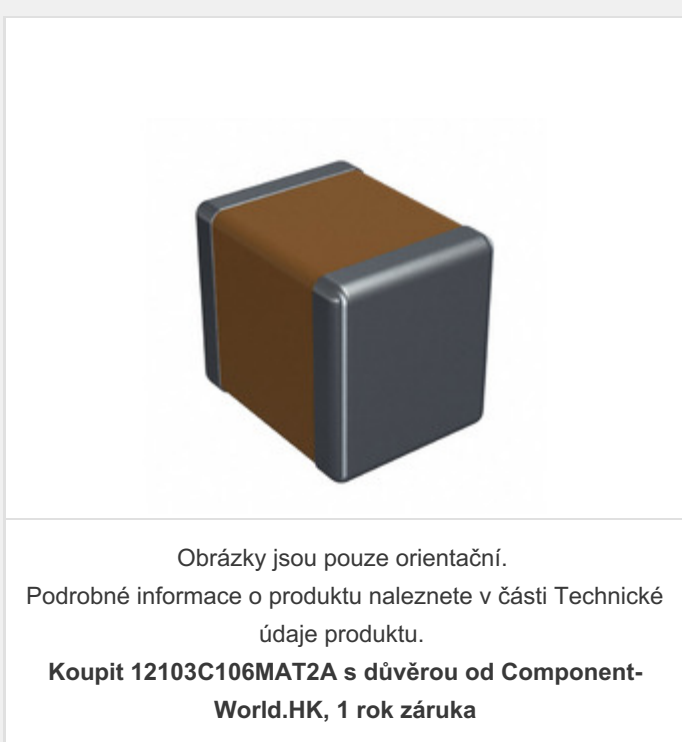 Obrázky jsou pouze orientační.
Podrobné informace o produktu naleznete v části Technické
údaje produktu.
Koupit 12103C106MAT2A s důvěrou od Component-
World.HK, 1 rok záruka